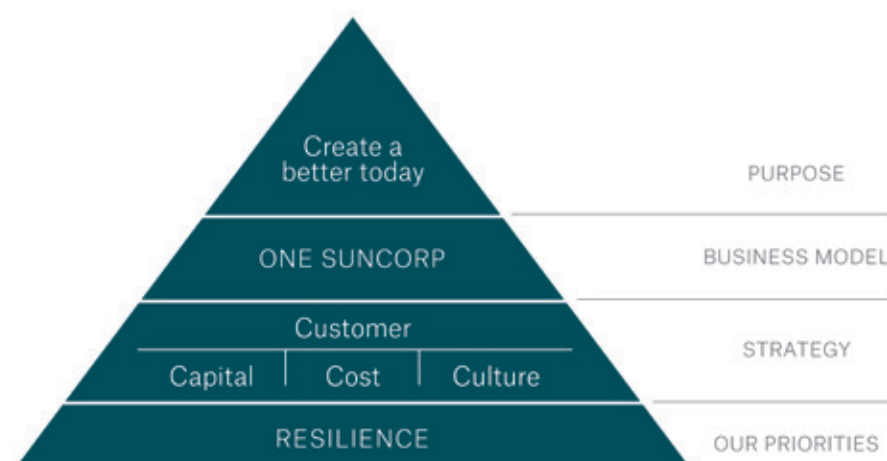 Create a
better today
PURPOSE
ONE SUNCORP
BUSINESS MODEL
Customer
STRATEGY
Capital
Cost
Culture
RESILIENCE
OUR PRIORITIES